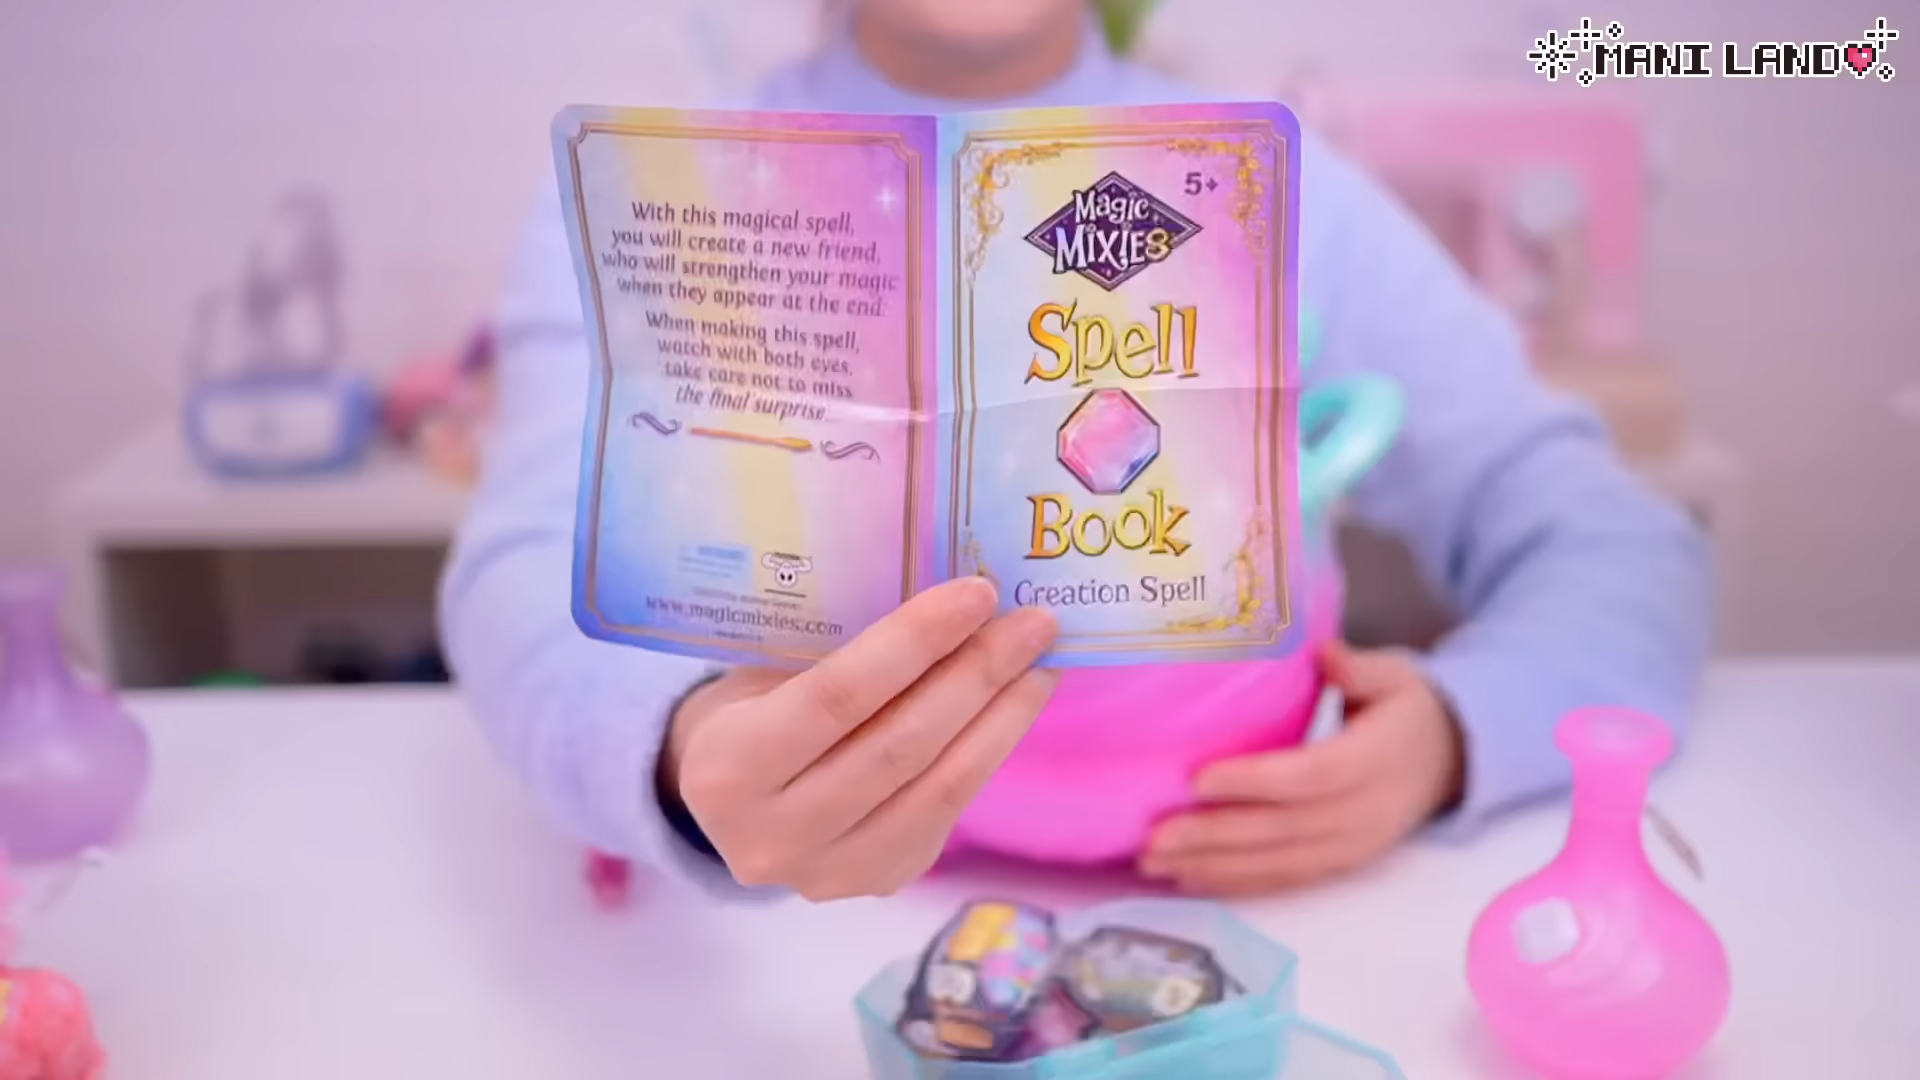 MANI LAND
With this magical spell,
you will create a new friend,
who will strengthen your magic
when they appear at the end.
When making this spell,
watch with both eyes,
take care not to miss
the final surprise...
www.magicmixies.com
5+
Magic
MIXIES
Spell
Book
Creation Spell